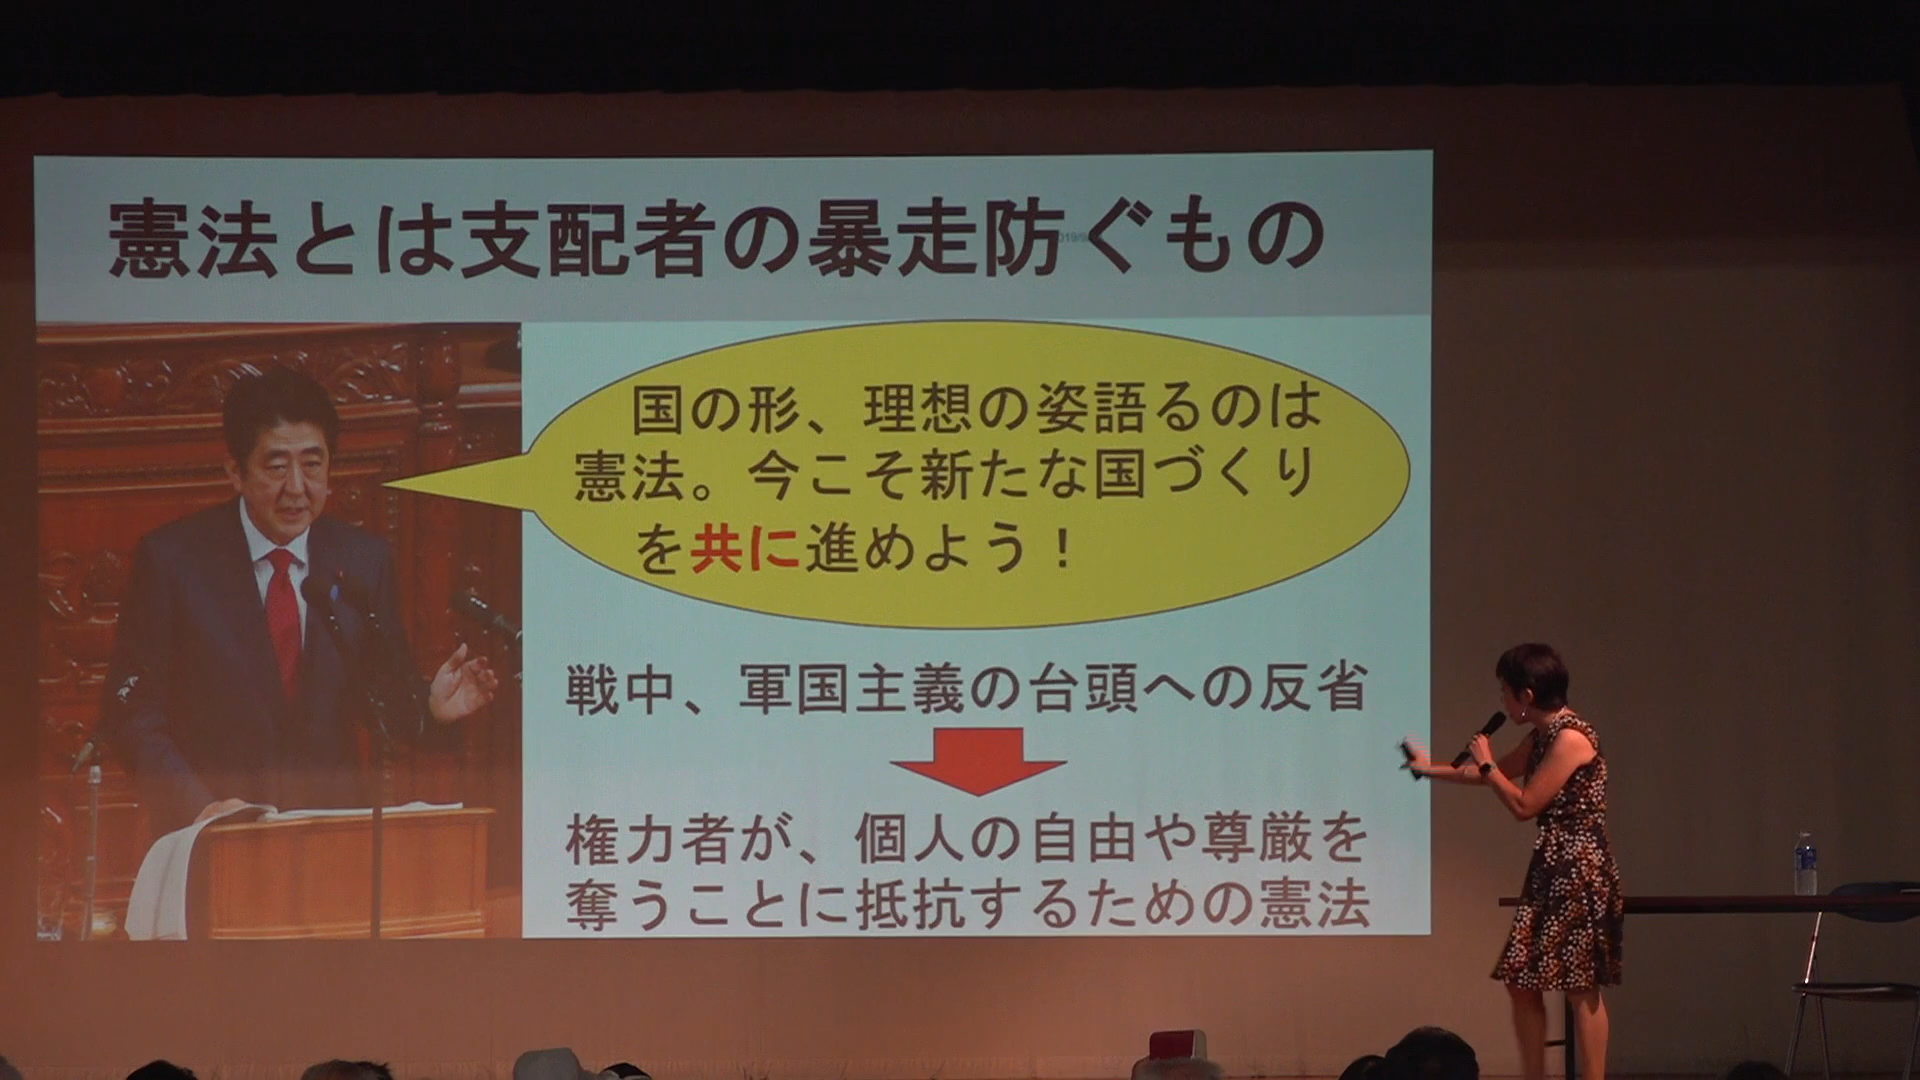 憲法とは支配者の暴走防ぐもの
国の形、理想の姿語るのは
憲法。今こそ新たな国づくり
を共に進めよう！
戦中、軍国主義の台頭への反省
権力者が、個人の自由や尊厳を
奪うことに抵抗するための憲法